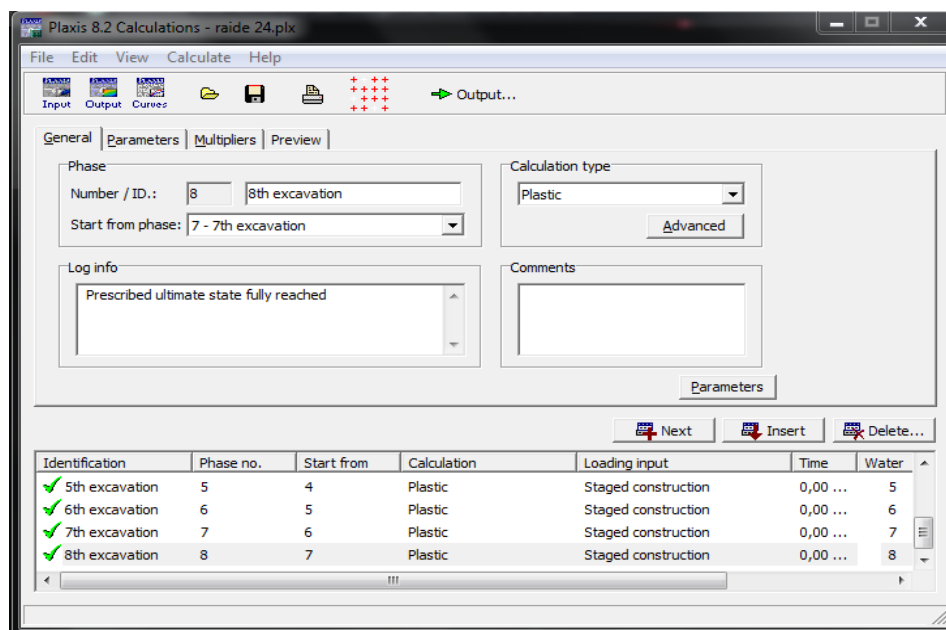 Plaxis 8.2 Calculations - raide 24.plx
File Edit View Calculate Help
Input Output Curves Output...
General Parameters Multipliers Preview
Phase Calculation type
Number / ID.: 8 8th excavation Plastic
Start from phase: 7 - 7th excavation Advanced
Log info Comments
Prescribed ultimate state fully reached
Parameters
Next Insert Delete...
Identification Phase no. Start from Calculation Loading input Time Water
5th excavation 5 4 Plastic Staged construction 0,00 ... 5
6th excavation 6 5 Plastic Staged construction 0,00 ... 6
7th excavation 7 6 Plastic Staged construction 0,00 ... 7
8th excavation 8 7 Plastic Staged construction 0,00 ... 8